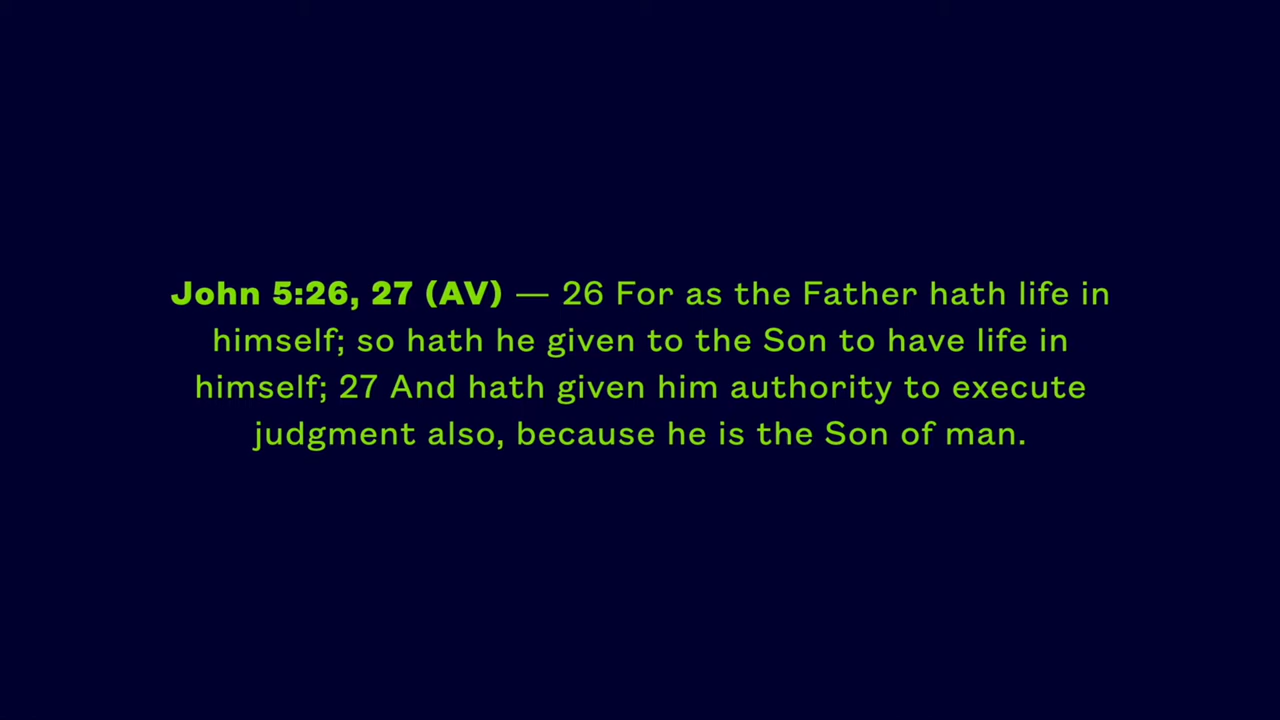 John 5:26, 27 (AV) — 26 For as the Father hath life in
himself; so hath he given to the Son to have life in
himself; 27 And hath given him authority to execute
judgment also, because he is the Son of man.